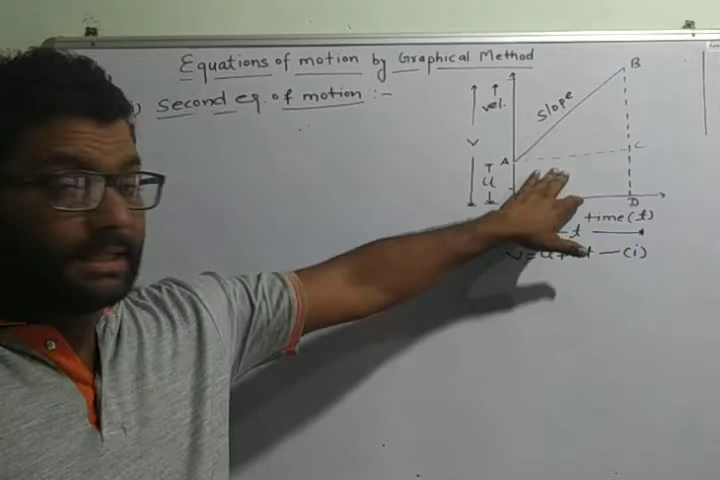 Equations of motion by Graphical Method
) Second eq. of motion :-
vel.
Slope
B
V
A
C
u
D
time(t)
t
t — (i)